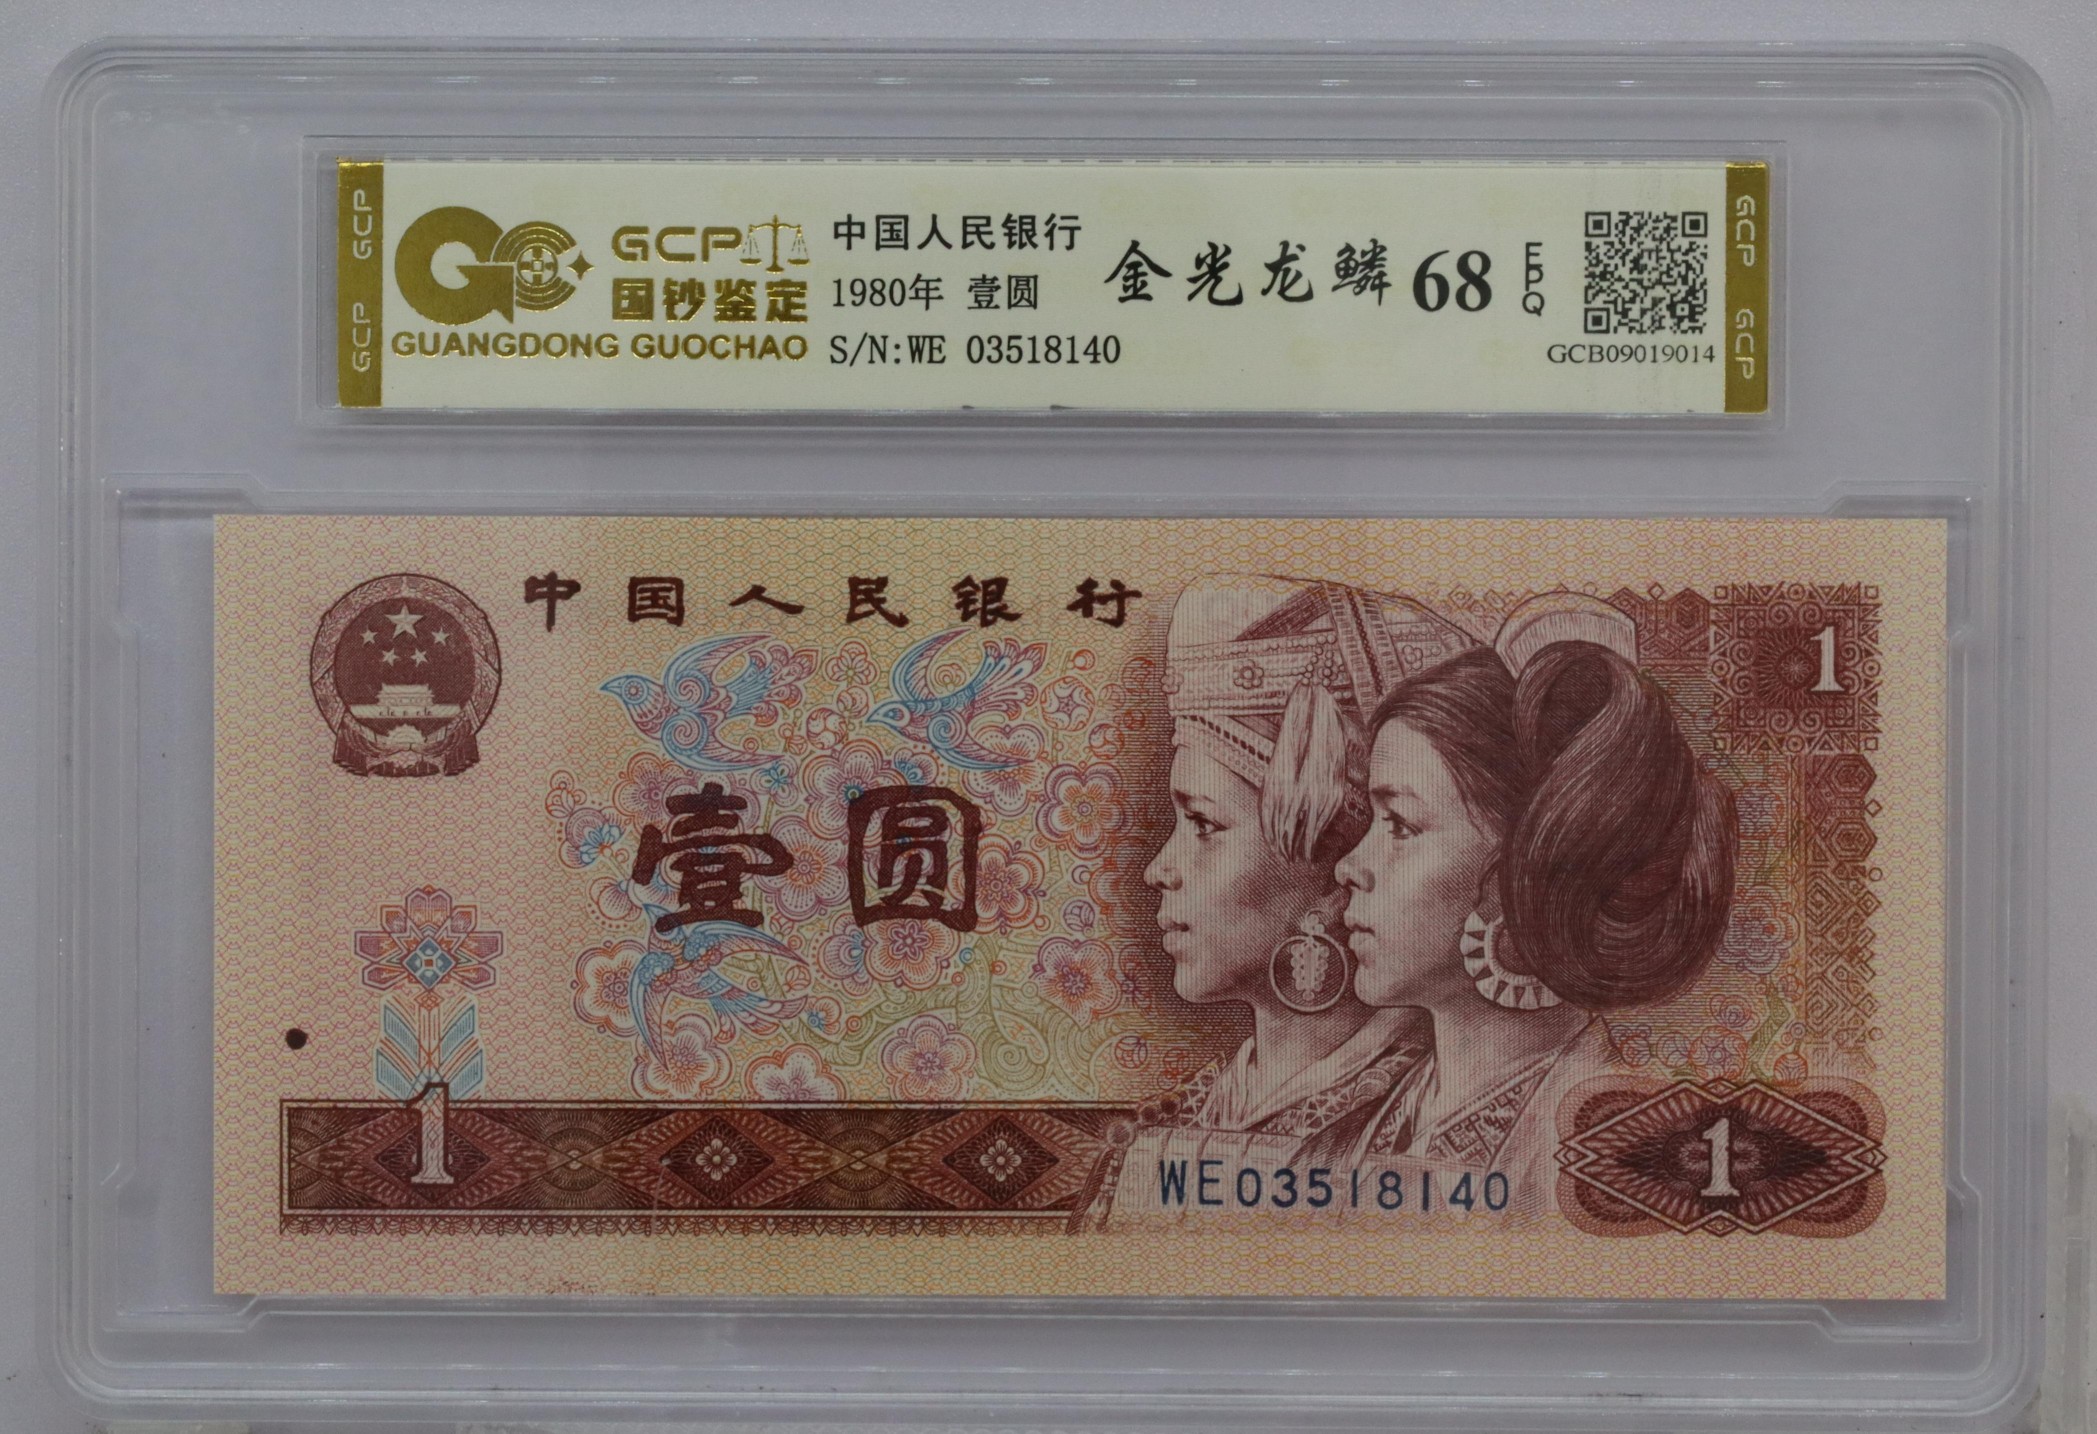 GCP GCP
GCP
国钞鉴定
GUANGDONG GUOCHAO
中国人民银行
1980年 壹圆
S/N:WE 03518140
金光龙鳞 68 EPQ
GCB09019014
GCP GCP
中国人民银行
1
壹圆
1
WE03518140
1